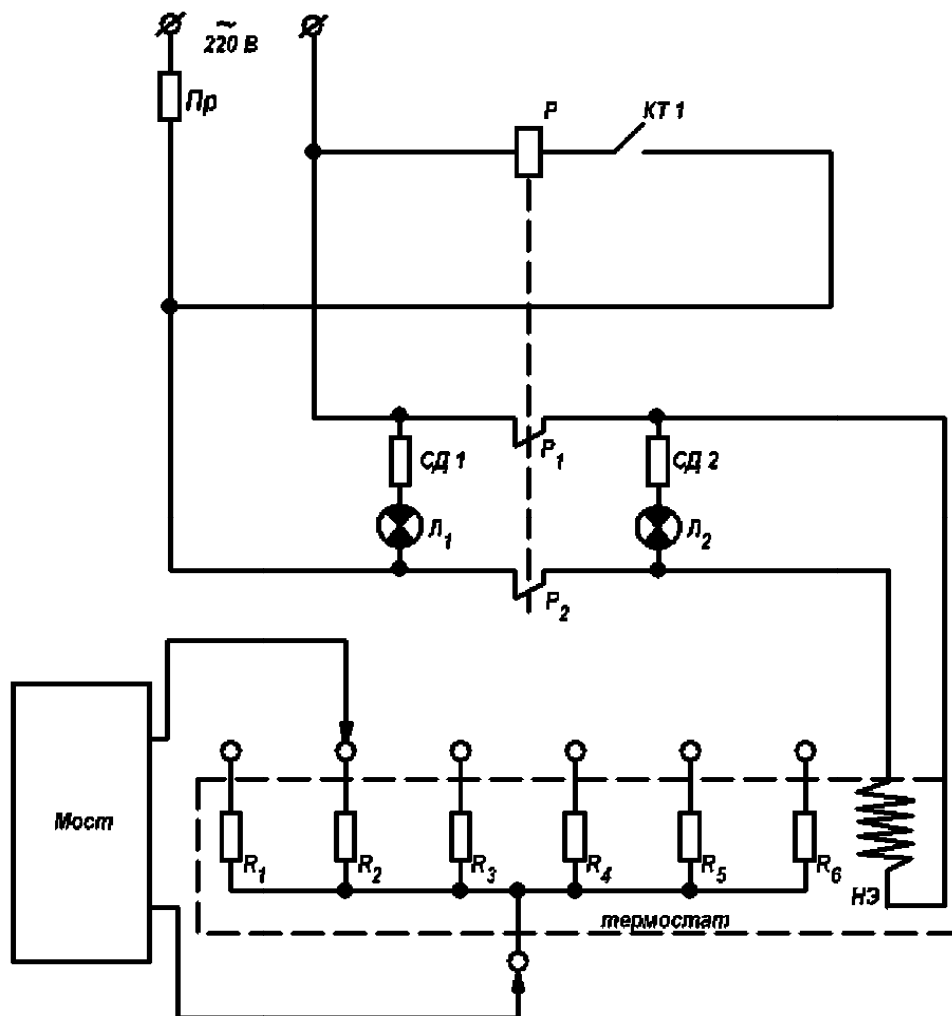 ~
220 В
Пр
Р
КТ 1
СД 1
Р1
СД 2
Л1
Л2
Р2
Мост
R1
R2
R3
R4
R5
R6
НЭ
термостат